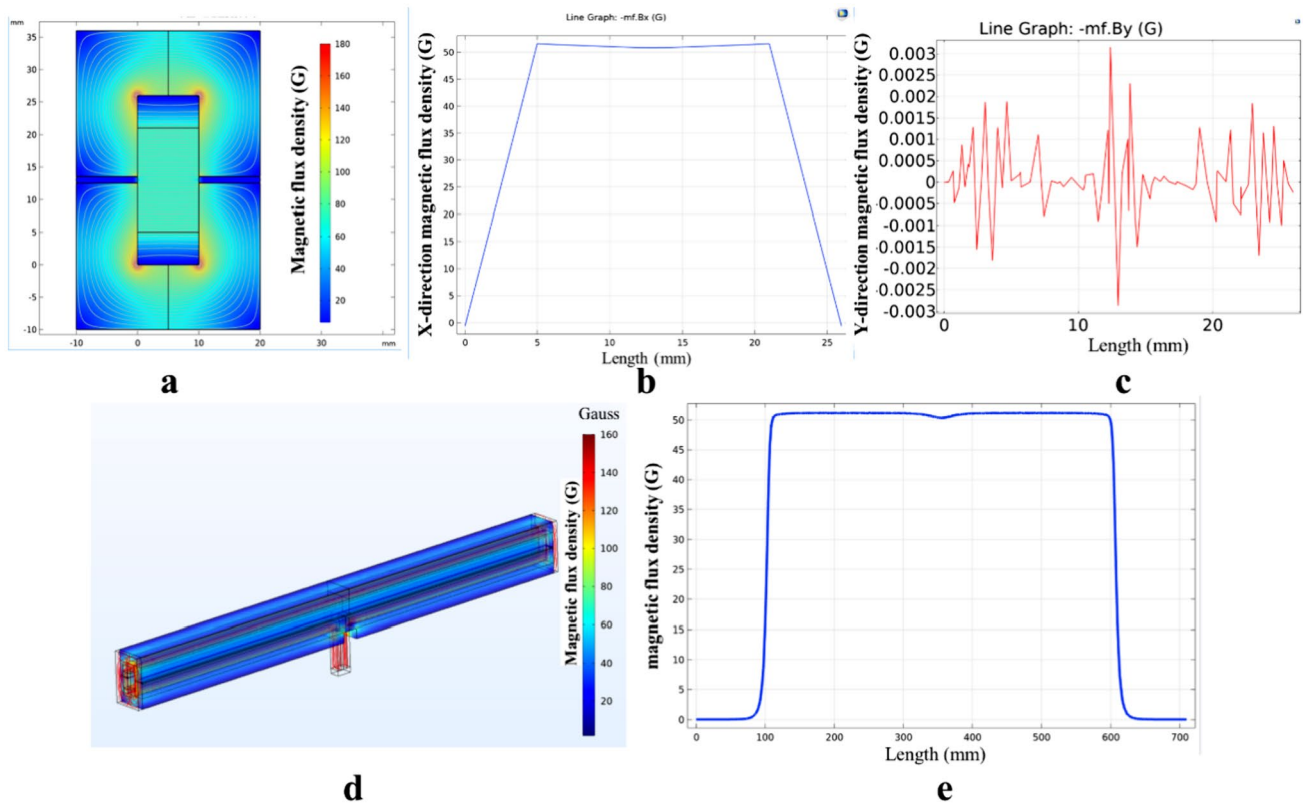 mm
35
30
25
20
15
10
5
0
-5
-10
-10 0 10 20 30 mm
Magnetic flux density (G)
180
160
140
120
100
80
60
40
20
a
Line Graph: -mf.Bx (G)
X-direction magnetic flux density (G)
50
45
40
35
30
25
20
15
10
5
0
0 5 10 15 20 25
Length (mm)
b
Line Graph: -mf.By (G)
Y-direction magnetic flux density (G)
0.003
0.0025
0.002
0.0015
0.001
0.0005
0
-0.0005
-0.001
-0.0015
-0.002
-0.0025
-0.003
0 10 20
Length (mm)
c
Gauss
Magnetic flux density (G)
160
140
120
100
80
60
40
20
d
magnetic flux density (G)
50
45
40
35
30
25
20
15
10
5
0
0 100 200 300 400 500 600 700
Length (mm)
e